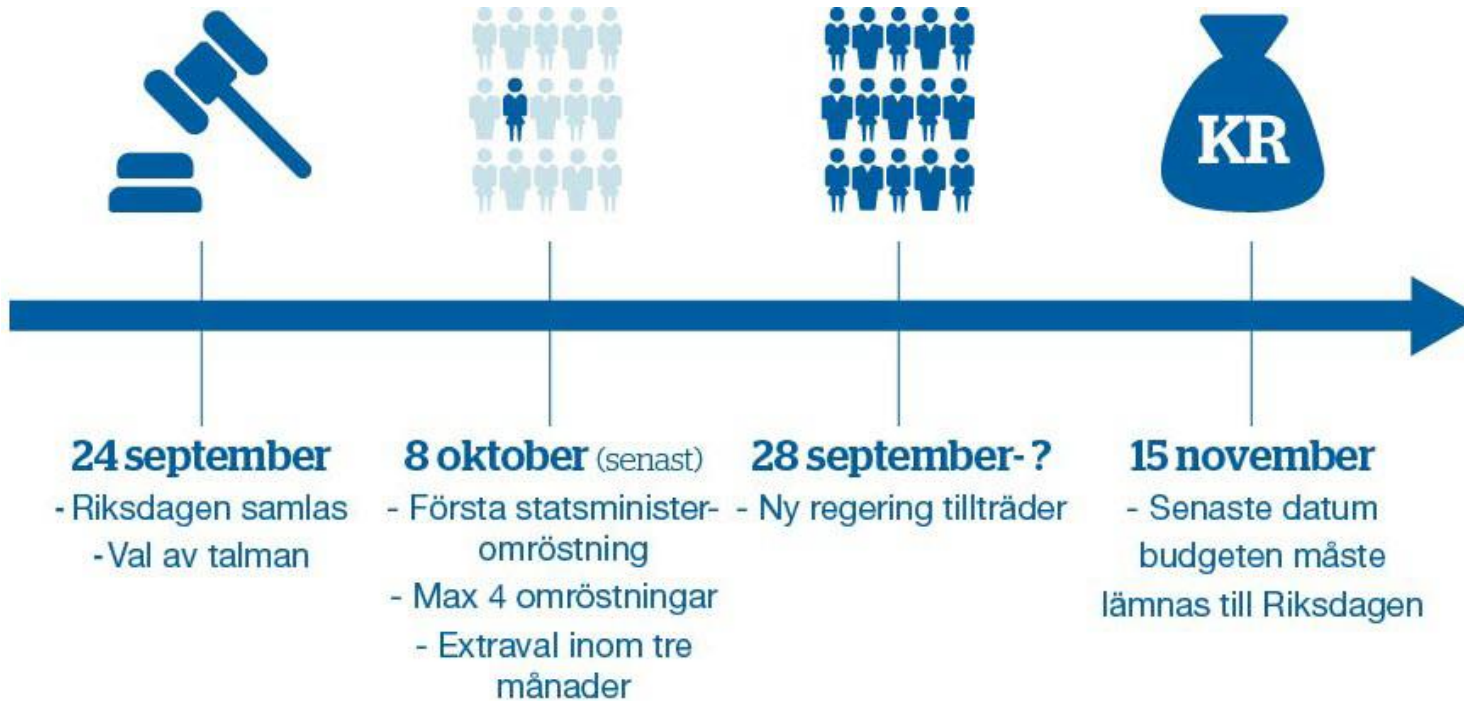 KR
24 september
- Riksdagen samlas
- Val av talman
8 oktober (senast)
- Första statsminister-
omröstning
- Max 4 omröstningar
- Extraval inom tre
månader
28 september- ?
- Ny regering tillträder
15 november
- Senaste datum
budgeten måste
lämnas till Riksdagen